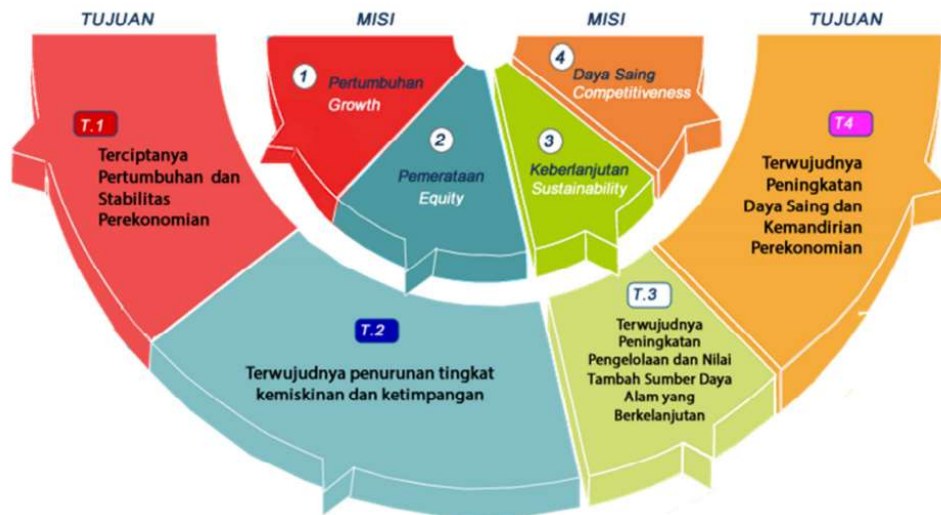 TUJUAN
MISI
MISI
TUJUAN
1
Pertumbuhan
Growth
4
Daya Saing
Competitiveness
T.1
Terciptanya
Pertumbuhan dan
Stabilitas
Perekonomian
2
Pemerataan
Equity
3
Keberlanjutan
Sustainability
T4
Terwujudnya
Peningkatan
Daya Saing dan
Kemandirian
Perekonomian
T.2
Terwujudnya penurunan tingkat
kemiskinan dan ketimpangan
T.3
Terwujudnya
Peningkatan
Pengelolaan dan Nilai
Tambah Sumber Daya
Alam yang
Berkelanjutan